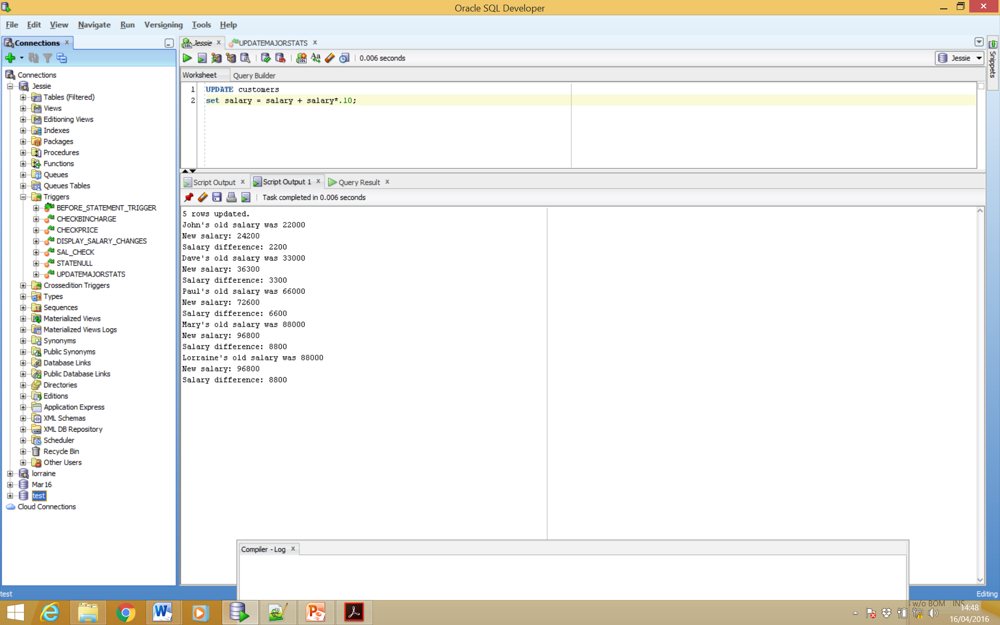 Oracle SQL Developer
File Edit View Navigate Run Versioning Tools Help
Connections
Jessie UPDATEMAJORSTATS
0.006 seconds
Jessie
Snippets
Worksheet Query Builder
1 UPDATE customers
2 set salary = salary + salary*.10;
Connections
Jessie
Tables (Filtered)
Views
Editioning Views
Indexes
Packages
Procedures
Functions
Queues
Queues Tables
Triggers
BEFORE_STATEMENT_TRIGGER
CHECKBINCHARGE
CHECKPRICE
DISPLAY_SALARY_CHANGES
SAL_CHECK
STATENULL
UPDATEMAJORSTATS
Crossedition Triggers
Types
Sequences
Materialized Views
Materialized Views Logs
Synonyms
Public Synonyms
Database Links
Public Database Links
Directories
Editions
Application Express
XML Schemas
XML DB Repository
Scheduler
Recycle Bin
Other Users
lorraine
Mar16
test
Cloud Connections
Script Output Script Output 1 Query Result
Task completed in 0.006 seconds
5 rows updated.
John's old salary was 22000
New salary: 24200
Salary difference: 2200
Dave's old salary was 33000
New salary: 36300
Salary difference: 3300
Paul's old salary was 66000
New salary: 72600
Salary difference: 6600
Mary's old salary was 88000
New salary: 96800
Salary difference: 8800
Lorraine's old salary was 88000
New salary: 96800
Salary difference: 8800
Compiler - Log
test
Editing
w/o BOM INS
14:48
16/04/2016